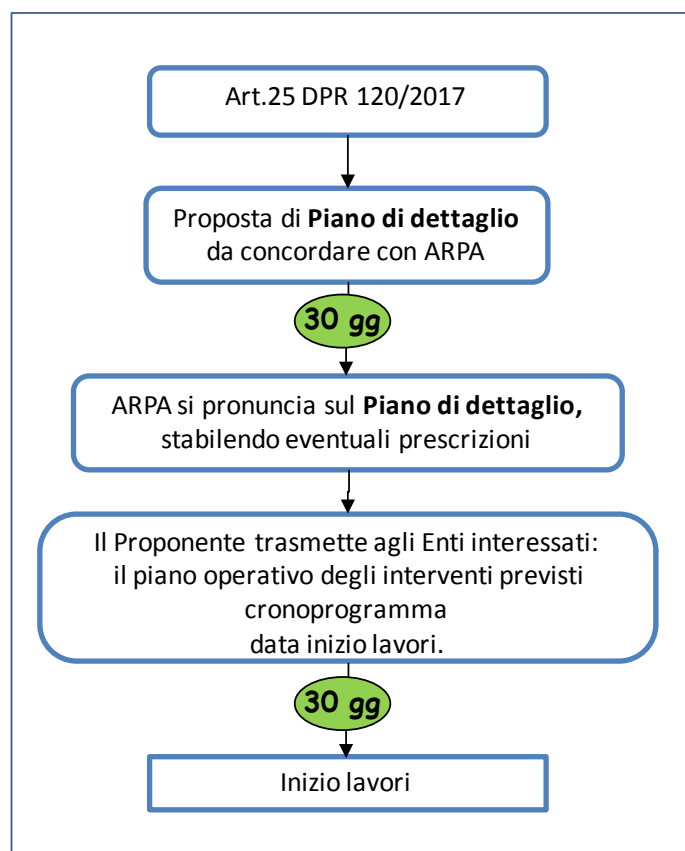 Art.25 DPR 120/2017
Proposta di Piano di dettaglio
da concordare con ARPA
30 gg
ARPA si pronuncia sul Piano di dettaglio,
stabilendo eventuali prescrizioni
Il Proponente trasmette agli Enti interessati:
il piano operativo degli interventi previsti
cronoprogramma
data inizio lavori.
30 gg
Inizio lavori